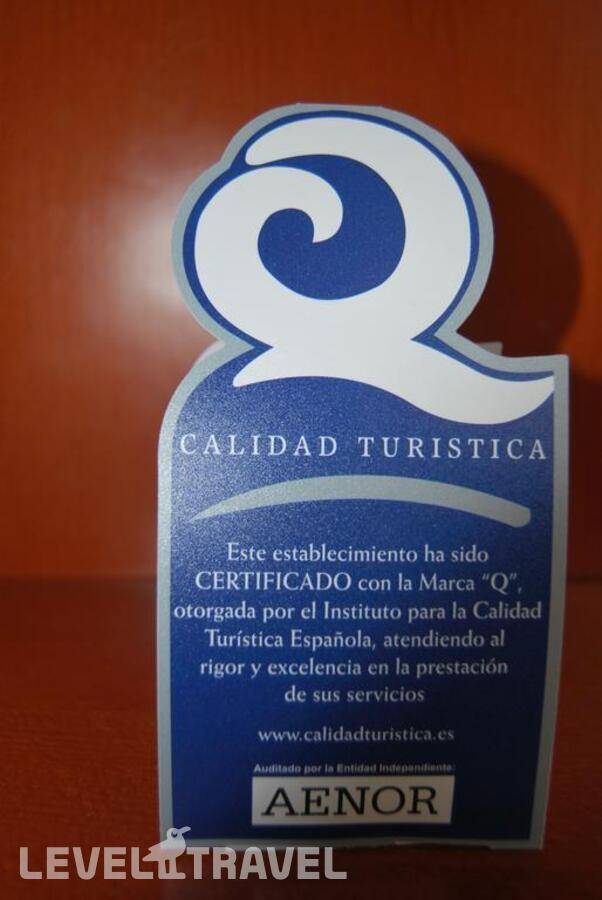 Q
CALIDAD TURISTICA
Este establecimiento ha sido
CERTIFICADO con la Marca "Q",
otorgada por el Instituto para la Calidad
Turística Española, atendiendo al
rigor y excelencia en la prestación
de sus servicios
www.calidadturistica.es
Auditado por la Entidad Independiente:
AENOR
LEVEL.TRAVEL